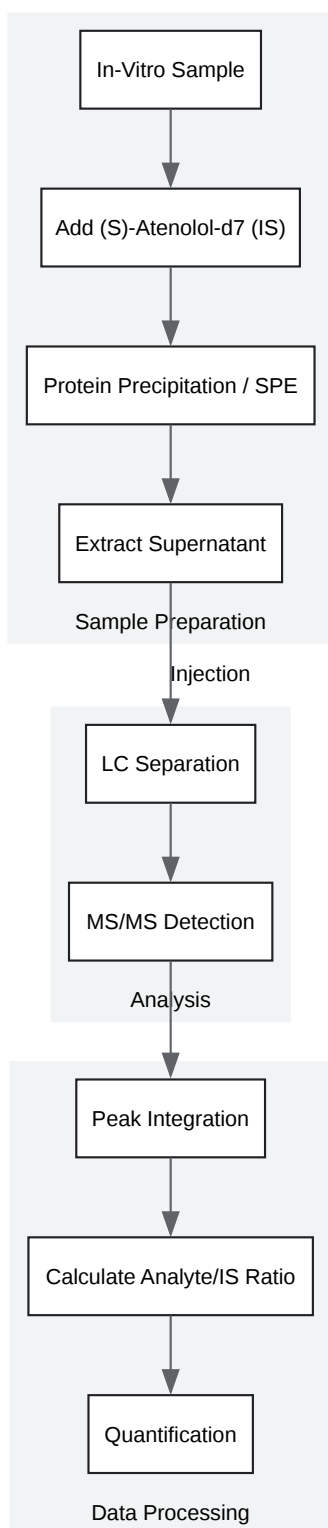 In-Vitro Sample
Add (S)-Atenolol-d7 (IS)
Protein Precipitation / SPE
Extract Supernatant
Sample Preparation
Injection
LC Separation
MS/MS Detection
Analysis
Peak Integration
Calculate Analyte/IS Ratio
Quantification
Data Processing